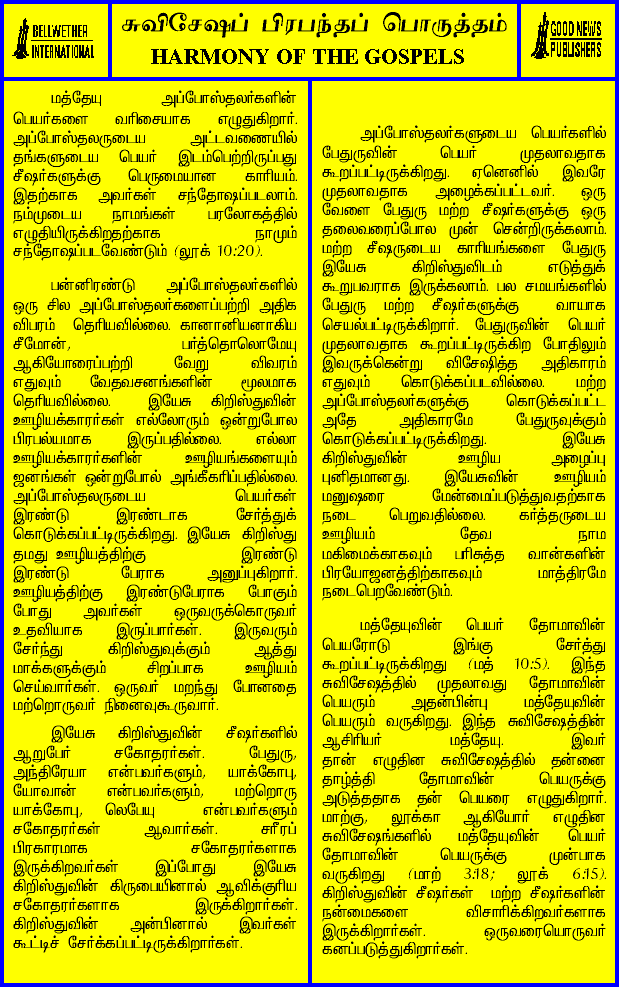 BELLWETHER
INTERNATIONAL
சுவிசேஷப் பிரபந்தப் பொருத்தம்
HARMONY OF THE GOSPELS
GOOD NEWS
PUBLISHERS
மத்தேயு அப்போஸ்தலர்களின்
பெயர்களை வரிசையாக எழுதுகிறார்.
அப்போஸ்தலருடைய அட்டவணையில்
தங்களுடைய பெயர் இடம்பெற்றிருப்பது
சீஷர்களுக்கு பெருமையான காரியம்.
இதற்காக அவர்கள் சந்தோஷப்படலாம்.
நம்முடைய நாமங்கள் பரலோகத்தில்
எழுதியிருக்கிறதற்காக நாமும்
சந்தோஷப்படவேண்டும் (லூக் 10:20).
பன்னிரண்டு அப்போஸ்தலர்களில்
ஒரு சில அப்போஸ்தலர்களைப்பற்றி அதிக
விபரம் தெரியவில்லை. கானானியனாகிய
சீமோன், பர்த்தொலொமேயு
ஆகியோரைப்பற்றி வேறு விவரம்
எதுவும் வேதவசனங்களின் மூலமாக
தெரியவில்லை. இயேசு கிறிஸ்துவின்
ஊழியக்காரர்கள் எல்லோரும் ஒன்றுபோல
பிரபல்யமாக இருப்பதில்லை. எல்லா
ஊழியக்காரர்களின் ஊழியங்களையும்
ஜனங்கள் ஒன்றுபோல் அங்கீகரிப்பதில்லை.
அப்போஸ்தலருடைய பெயர்கள்
இரண்டு இரண்டாக சேர்த்துக்
கொடுக்கப்பட்டிருக்கிறது. இயேசு கிறிஸ்து
தமது ஊழியத்திற்கு இரண்டு
இரண்டு பேராக அனுப்புகிறார்.
ஊழியத்திற்கு இரண்டுபேராக போகும்
போது அவர்கள் ஒருவருக்கொருவர்
உதவியாக இருப்பார்கள். இருவரும்
சேர்ந்து கிறிஸ்துவுக்கும் ஆத்து
மாக்களுக்கும் சிறப்பாக ஊழியம்
செய்வார்கள். ஒருவர் மறந்து போனதை
மற்றொருவர் நினைவுகூருவார்.
இயேசு கிறிஸ்துவின் சீஷர்களில்
ஆறுபேர் சகோதரர்கள். பேதுரு,
அந்திரேயா என்பவர்களும், யாக்கோபு,
யோவான் என்பவர்களும், மற்றொரு
யாக்கோபு, லெபேயு என்பவர்களும்
சகோதரர்கள் ஆவார்கள். சரீரப்
பிரகாரமாக சகோதரர்களாக
இருக்கிறவர்கள் இப்போது இயேசு
கிறிஸ்துவின் கிருபையினால் ஆவிக்குரிய
சகோதரர்களாக இருக்கிறார்கள்.
கிறிஸ்துவின் அன்பினால் இவர்கள்
கூட்டிச் சேர்க்கப்பட்டிருக்கிறார்கள்.
அப்போஸ்தலர்களுடைய பெயர்களில்
பேதுருவின் பெயர் முதலாவதாக
கூறப்பட்டிருக்கிறது. ஏனெனில் இவரே
முதலாவதாக அழைக்கப்பட்டவர். ஒரு
வேளை பேதுரு மற்ற சீஷர்களுக்கு ஒரு
தலைவரைப்போல முன் சென்றிருக்கலாம்.
மற்ற சீஷருடைய காரியங்களை பேதுரு
இயேசு கிறிஸ்துவிடம் எடுத்துக்
கூறுபவராக இருக்கலாம். பல சமயங்களில்
பேதுரு மற்ற சீஷர்களுக்கு வாயாக
செயல்பட்டிருக்கிறார். பேதுருவின் பெயர்
முதலாவதாக கூறப்பட்டிருக்கிற போதிலும்
இவருக்கென்று விசேஷித்த அதிகாரம்
எதுவும் கொடுக்கப்படவில்லை. மற்ற
அப்போஸ்தலர்களுக்கு கொடுக்கப்பட்ட
அதே அதிகாரமே பேதுருவுக்கும்
கொடுக்கப்பட்டிருக்கிறது. இயேசு
கிறிஸ்துவின் ஊழிய அழைப்பு
புனிதமானது. இயேசுவின் ஊழியம்
மனுஷரை மேன்மைப்படுத்துவதற்காக
நடை பெறுவதில்லை. கர்த்தருடைய
ஊழியம் தேவ நாம
மகிமைக்காகவும் பரிசுத்த வான்களின்
பிரயோஜனத்திற்காகவும் மாத்திரமே
நடைபெறவேண்டும்.
மத்தேயுவின் பெயர் தோமாவின்
பெயரோடு இங்கு சேர்த்து
கூறப்பட்டிருக்கிறது (மத் 10:5). இந்த
சுவிசேஷத்தில் முதலாவது தோமாவின்
பெயரும் அதன்பின்பு மத்தேயுவின்
பெயரும் வருகிறது. இந்த சுவிசேஷத்தின்
ஆசிரியர் மத்தேயு. இவர்
தான் எழுதின சுவிசேஷத்தில் தன்னை
தாழ்த்தி தோமாவின் பெயருக்கு
அடுத்ததாக தன் பெயரை எழுதுகிறார்.
மாற்கு, லூக்கா ஆகியோர் எழுதின
சுவிசேஷங்களில் மத்தேயுவின் பெயர்
தோமாவின் பெயருக்கு முன்பாக
வருகிறது (மாற் 3:18; லூக் 6:15).
கிறிஸ்துவின் சீஷர்கள் மற்ற சீஷர்களின்
நன்மைகளை விசாரிக்கிறவர்களாக
இருக்கிறார்கள். ஒருவரையொருவர்
கனப்படுத்துகிறார்கள்.